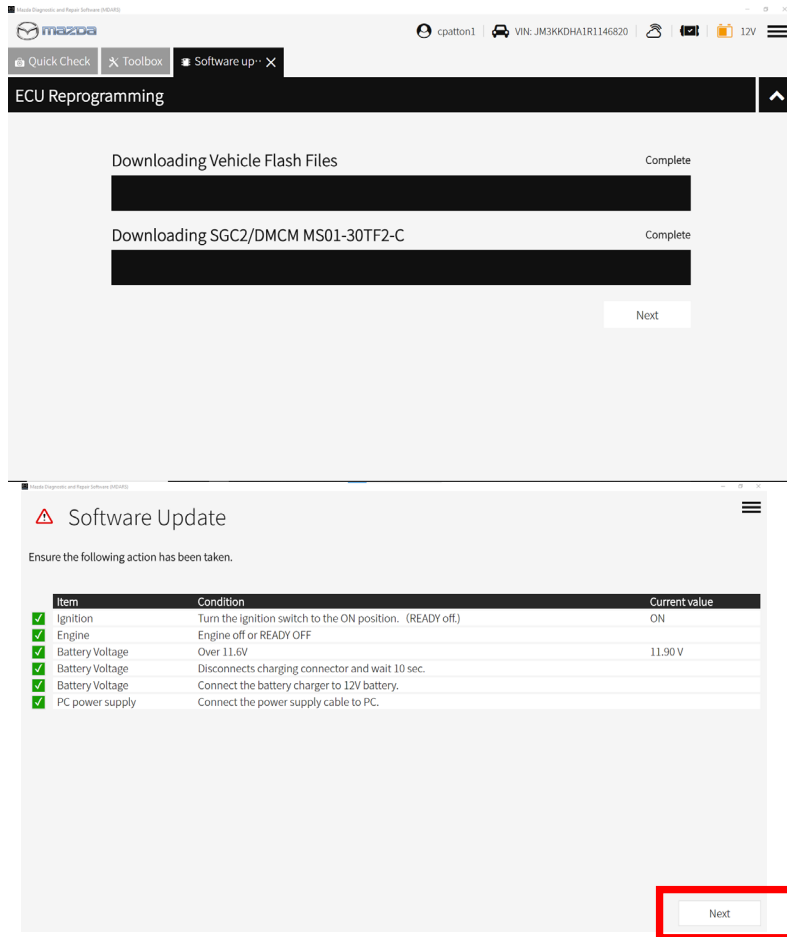 Mazda Diagnostic and Repair Software (MDARS)
mazda
cpatton1
VIN: JM3KKDHA1R1146820
12V
Quick Check
Toolbox
Software up··
ECU Reprogramming
Downloading Vehicle Flash Files
Complete
Downloading SGC2/DMCM MS01-30TF2-C
Complete
Next
Mazda Diagnostic and Repair Software (MDARS)
Software Update
Ensure the following action has been taken.
Item Condition Current value
Ignition Turn the ignition switch to the ON position. (READY off.) ON
Engine Engine off or READY OFF
Battery Voltage Over 11.6V 11.90 V
Battery Voltage Disconnects charging connector and wait 10 sec.
Battery Voltage Connect the battery charger to 12V battery.
PC power supply Connect the power supply cable to PC.
Next